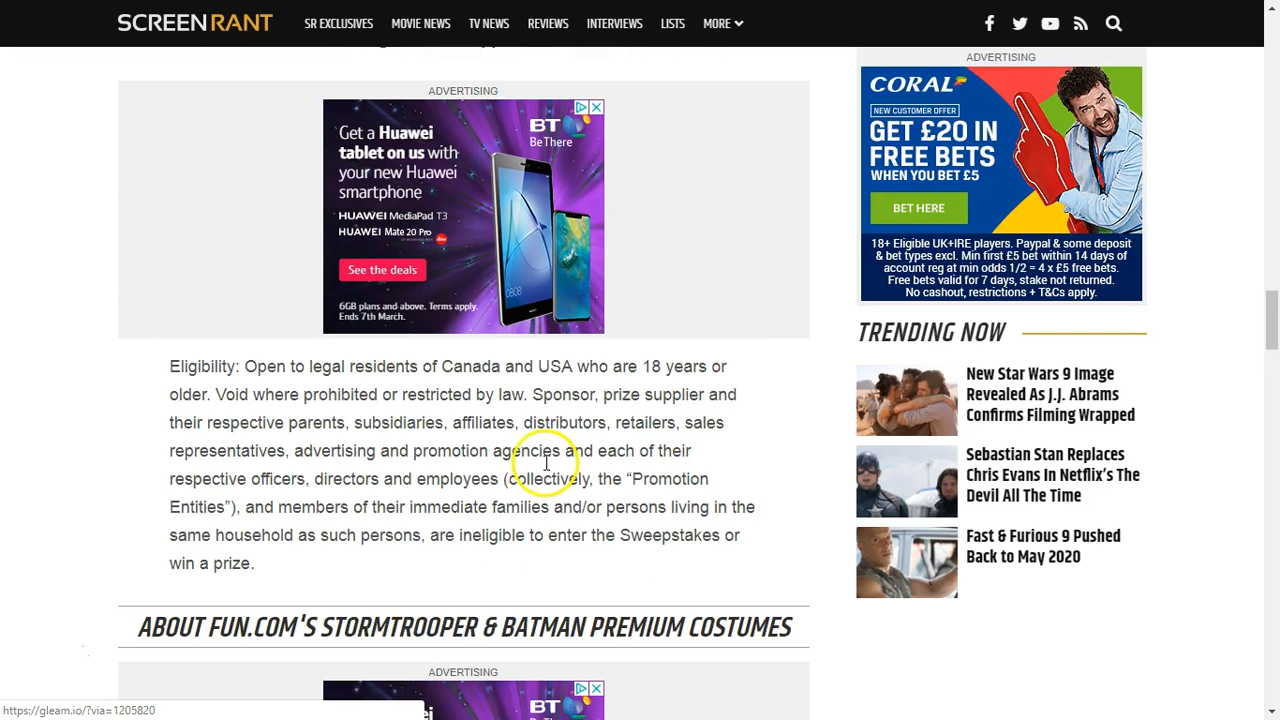 SCREENRANT
SR EXCLUSIVES
MOVIE NEWS
TV NEWS
REVIEWS
INTERVIEWS
LISTS
MORE
ADVERTISING
Get a Huawei
tablet on us with
your new Huawei
smartphone
HUAWEI MediaPad T3
HUAWEI Mate 20 Pro
See the deals
6GB plans and above. Terms apply.
Ends 7th March.
BT
Be There
Eligibility: Open to legal residents of Canada and USA who are 18 years or
older. Void where prohibited or restricted by law. Sponsor, prize supplier and
their respective parents, subsidiaries, affiliates, distributors, retailers, sales
representatives, advertising and promotion agencies and each of their
respective officers, directors and employees (collectively, the “Promotion
Entities”), and members of their immediate families and/or persons living in the
same household as such persons, are ineligible to enter the Sweepstakes or
win a prize.
ABOUT FUN.COM'S STORMTROOPER & BATMAN PREMIUM COSTUMES
ADVERTISING
Get a Huawei
BT
ADVERTISING
CORAL
NEW CUSTOMER OFFER
GET £20 IN
FREE BETS
WHEN YOU BET £5
BET HERE
18+ Eligible UK+IRE players. Paypal & some deposit
& bet types excl. Min first £5 bet within 14 days of
account reg at min odds 1/2 = 4 x £5 free bets.
Free bets valid for 7 days, stake not returned.
No cashout, restrictions + T&Cs apply.
TRENDING NOW
New Star Wars 9 Image
Revealed As J.J. Abrams
Confirms Filming Wrapped
Sebastian Stan Replaces
Chris Evans In Netflix's The
Devil All The Time
Fast & Furious 9 Pushed
Back to May 2020
https://gleam.io/?via=1205820